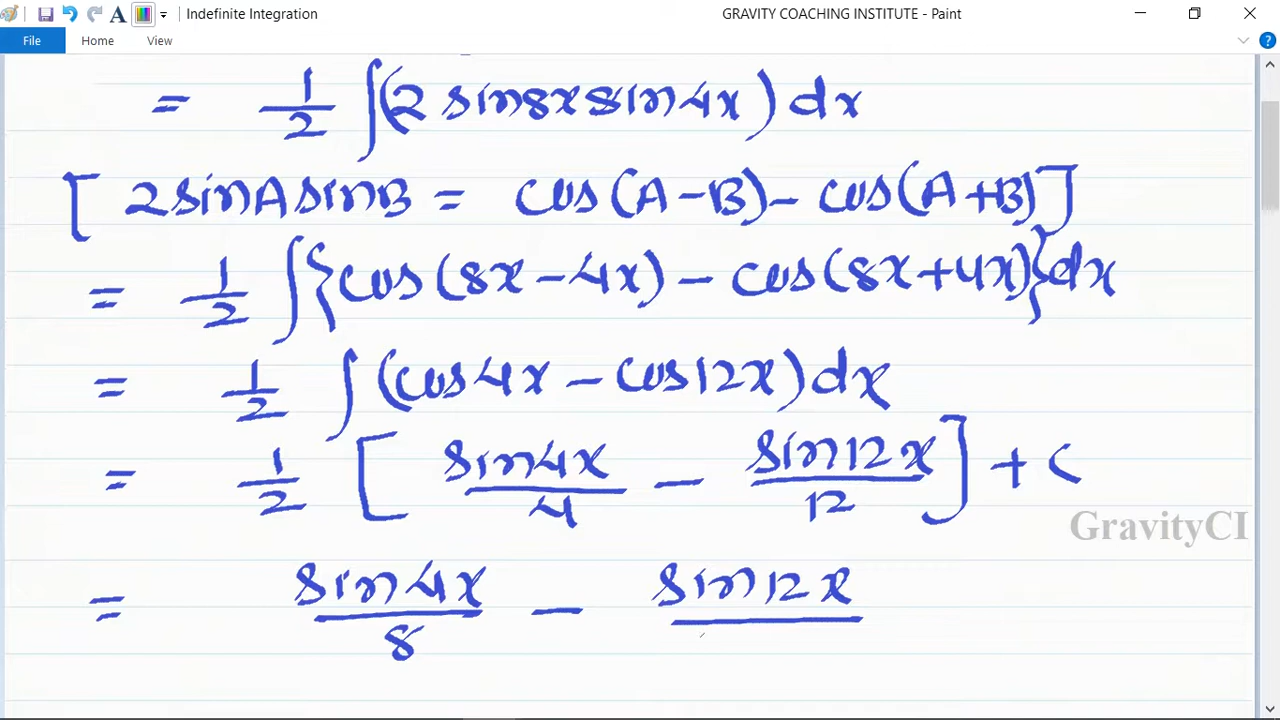 Indefinite Integration
GRAVITY COACHING INSTITUTE - Paint
File Home View
= 1/2 ∫(2 sin8x sin4x) dx
[ 2sinAsinB = cos(A-B) - cos(A+B) ]
= 1/2 ∫{cos(8x-4x) - cos(8x+4x)}dx
= 1/2 ∫ (cos4x - cos12x) dx
= 1/2 [ sin4x/4 - sin12x/12 ] + C
GravityCI
= sin4x/8 - sin12x